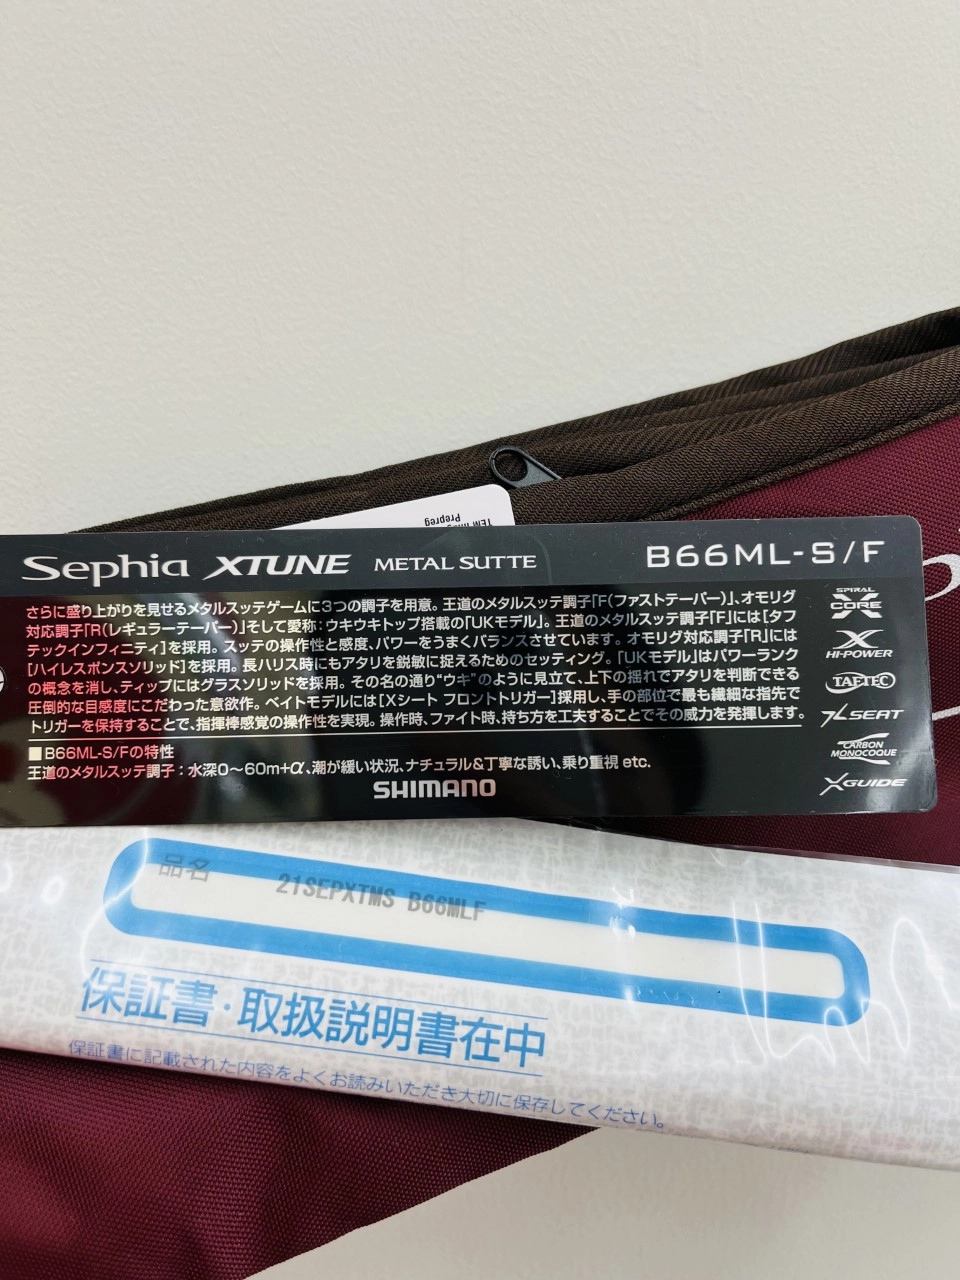 Prepreg
Sephia XTUNE METAL SUTTE B66ML-S/F
さらに盛り上がりを見せるメタルスッテゲームに3つの調子を用意。王道のメタルスッテ調子「F(ファストテーパー)」、オモリグ
対応調子「R(レギュラーテーパー)」そして愛称:ウキウキトップ搭載の「UKモデル」。王道のメタルスッテ調子「F」には[タフ
テックインフィニティ]を採用。スッテの操作性と感度、パワーをうまくバランスさせています。オモリグ対応調子「R」には
[ハイレスポンスソリッド]を採用。長ハリス時にもアタリを鋭敏に捉えるためのセッティング。「UKモデル」はパワーランク
の概念を消し、ティップにはグラスソリッドを採用。その名の通り“ウキ”のように見立て、上下の揺れでアタリを判断できる
圧倒的な目感度にこだわった意欲作。ベイトモデルには[Xシート フロントトリガー]採用し、手の部位で最も繊細な指先で
トリガーを保持することで、指揮棒感覚の操作性を実現。操作時、ファイト時、持ち方を工夫することでその威力を発揮します。
■B66ML-S/Fの特性
王道のメタルスッテ調子:水深0〜60m+α、潮が緩い状況、ナチュラル&丁寧な誘い、乗り重視 etc.
SHIMANO
SPIRAL
X CORE
X
HI-POWER
TAFTEC
X SEAT
CARBON
MONOCOQUE
XGUIDE
品名 21SEPXTMS B66MLF
保証書・取扱説明書在中
保証書に記載された内容をよくお読みいただき大切に保存してください。